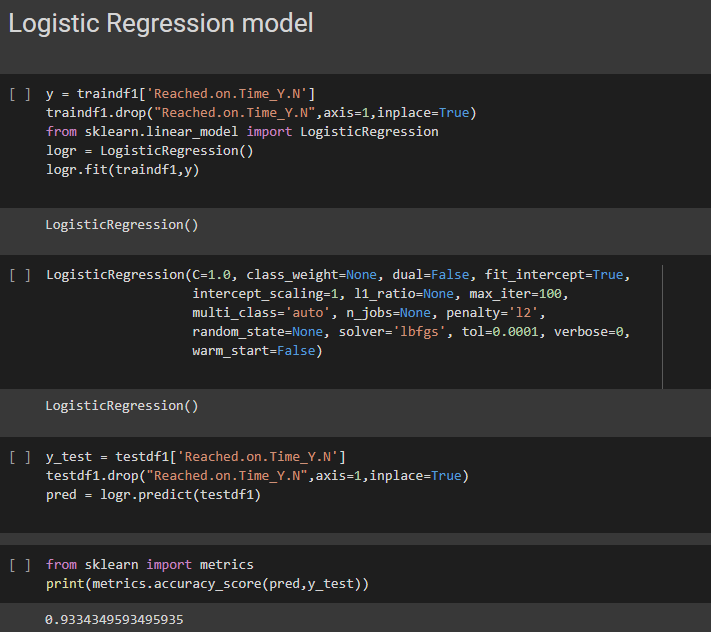 Logistic Regression model
[ ] y = traindf1['Reached.on.Time_Y.N']
traindf1.drop("Reached.on.Time_Y.N",axis=1,inplace=True)
from sklearn.linear_model import LogisticRegression
logr = LogisticRegression()
logr.fit(traindf1,y)
LogisticRegression()
[ ] LogisticRegression(C=1.0, class_weight=None, dual=False, fit_intercept=True,
intercept_scaling=1, l1_ratio=None, max_iter=100,
multi_class='auto', n_jobs=None, penalty='l2',
random_state=None, solver='lbfgs', tol=0.0001, verbose=0,
warm_start=False)
LogisticRegression()
[ ] y_test = testdf1['Reached.on.Time_Y.N']
testdf1.drop("Reached.on.Time_Y.N",axis=1,inplace=True)
pred = logr.predict(testdf1)
[ ] from sklearn import metrics
print(metrics.accuracy_score(pred,y_test))
0.9334349593495935